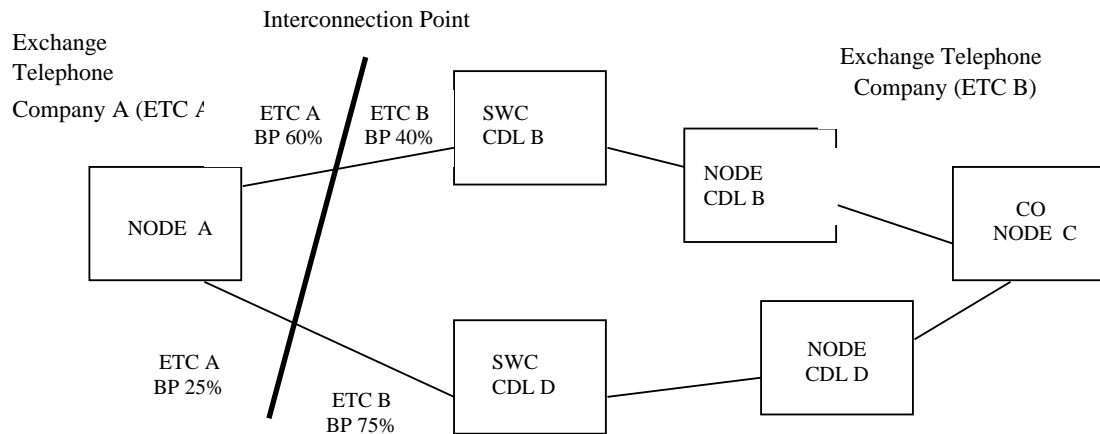 Interconnection Point
Exchange
Telephone
Company A (ETC A
Exchange Telephone
Company (ETC B)
ETC A
BP 60%
ETC B
BP 40%
SWC
CDL B
NODE
CDL B
NODE A
CO
NODE C
ETC A
BP 25%
ETC B
BP 75%
SWC
CDL D
NODE
CDL D